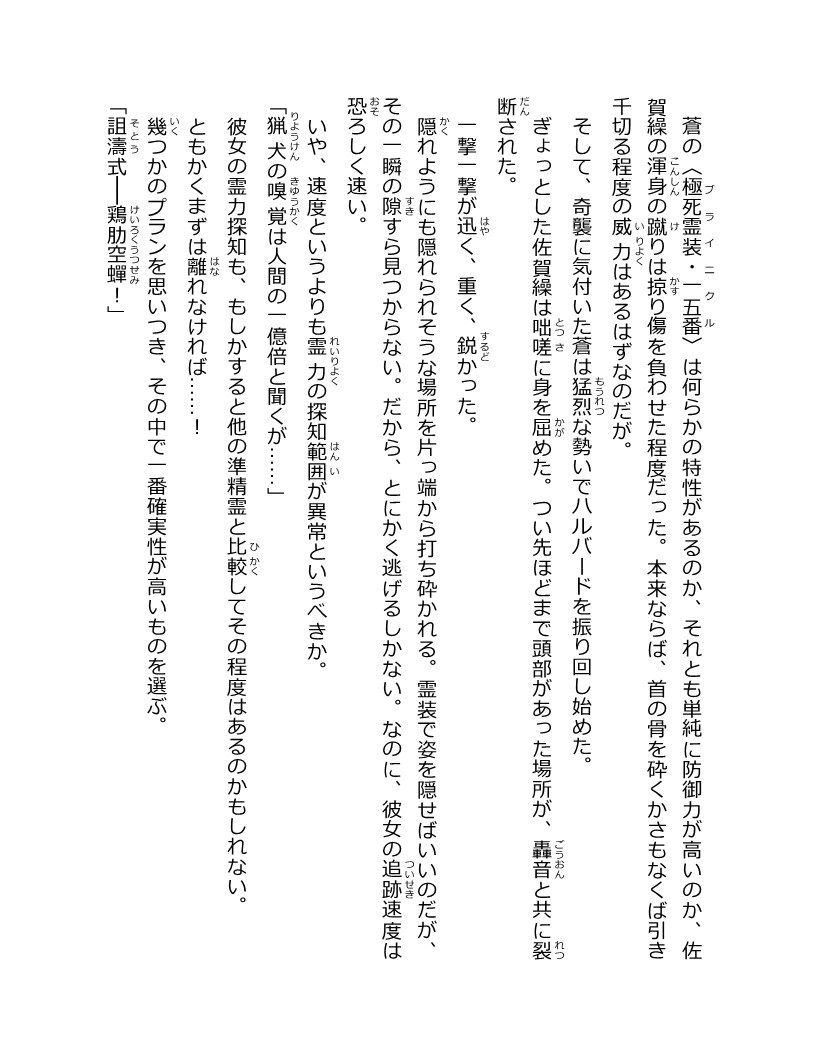 蒼の〈極死霊装・一五番〉は何らかの特性があるのか、それとも単純に防御力が高いのか、佐
賀繰の渾身の蹴りは掠り傷を負わせた程度だった。本来ならば、首の骨を砕くかさもなくば引き
千切る程度の威力はあるはずなのだが。
そして、奇襲に気付いた蒼は猛烈な勢いでハルバードを振り回し始めた。
ぎょっとした佐賀繰は咄嗟に身を屈めた。つい先ほどまで頭部があった場所が、轟音と共に裂
断された。
一撃一撃が迅く、重く、鋭かった。
隠れようにも隠れられそうな場所を片っ端から打ち砕かれる。霊装で姿を隠せばいいのだが、
その一瞬の隙すら見つからない。だから、とにかく逃げるしかない。なのに、彼女の追跡速度は
恐ろしく速い。
いや、速度というよりも霊力の探知範囲が異常というべきか。
「猟犬の嗅覚は人間の一億倍と聞くが……」
彼女の霊力探知も、もしかすると他の準精霊と比較してその程度はあるのかもしれない。
ともかくまずは離れなければ……！
幾つかのプランを思いつき、その中で一番確実性が高いものを選ぶ。
「詛濤式――鶏肋空蟬！」